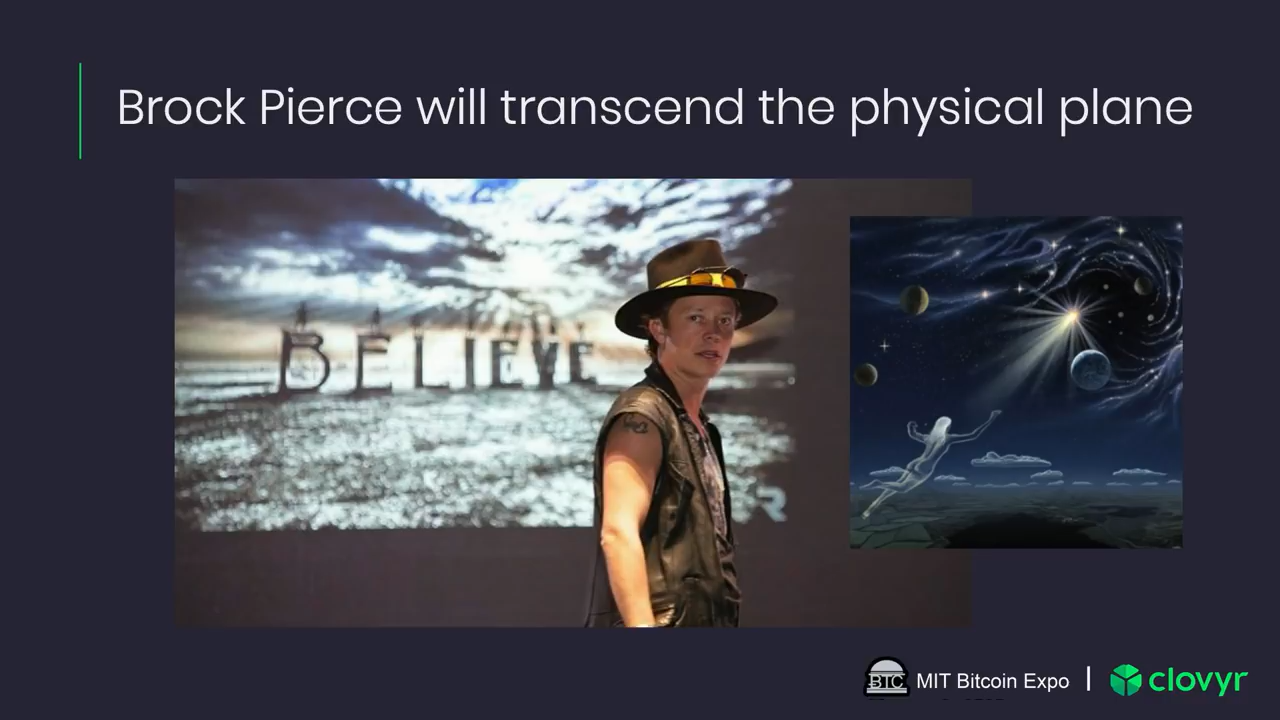 Brock Pierce will transcend the physical plane
BELIEVE
R
BTC
MIT Bitcoin Expo
clovyr